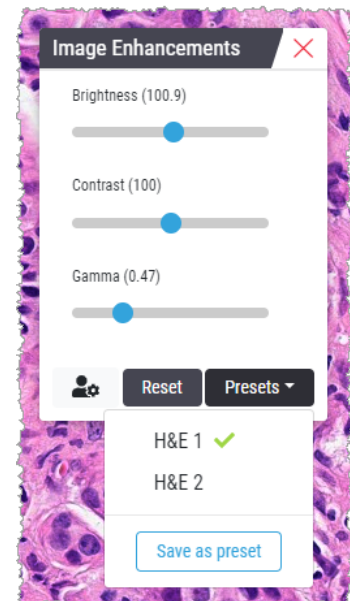 Image Enhancements
Brightness (100.9)
Contrast (100)
Gamma (0.47)
Reset Presets
H&E 1
H&E 2
Save as preset